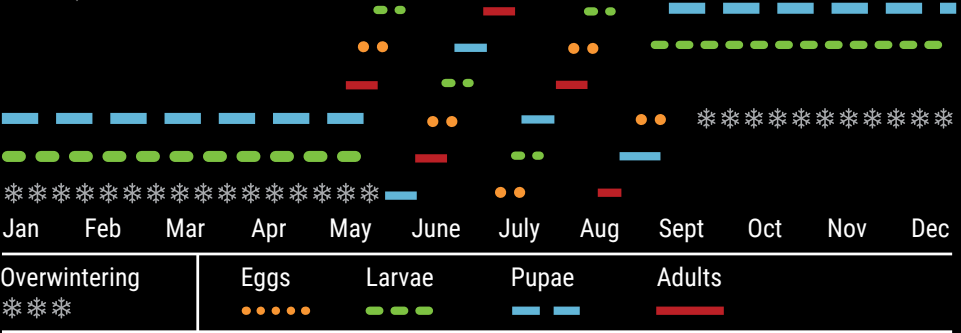 Jan Feb Mar Apr May June July Aug Sept Oct Nov Dec
Overwintering Eggs Larvae Pupae Adults